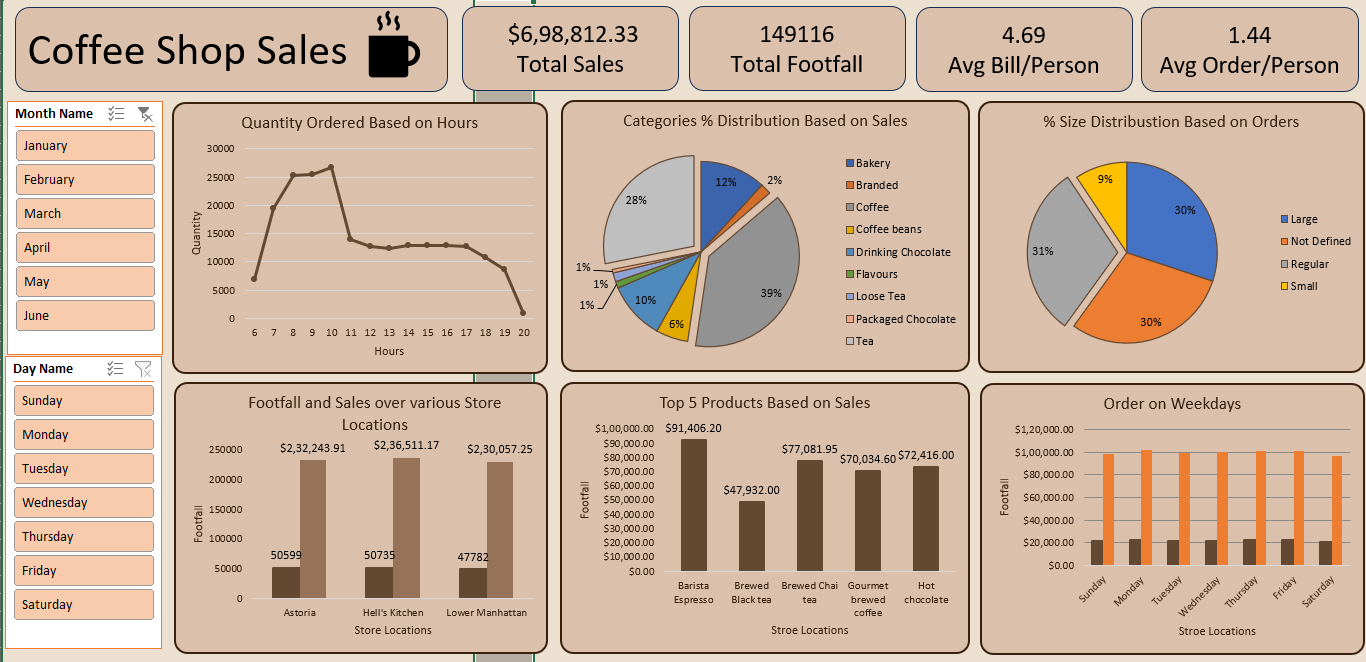 Coffee Shop Sales
$6,98,812.33
Total Sales
149116
Total Footfall
4.69
Avg Bill/Person
1.44
Avg Order/Person
Month Name
January
February
March
April
May
June
Day Name
Sunday
Monday
Tuesday
Wednesday
Thursday
Friday
Saturday
Quantity Ordered Based on Hours
30000
25000
20000
15000
10000
5000
0
Quantity
6 7 8 9 10 11 12 13 14 15 16 17 18 19 20
Hours
Categories % Distribution Based on Sales
12%
2%
39%
6%
10%
1%
1%
1%
28%
Bakery
Branded
Coffee
Coffee beans
Drinking Chocolate
Flavours
Loose Tea
Packaged Chocolate
Tea
% Size Distribustion Based on Orders
30%
30%
31%
9%
Large
Not Defined
Regular
Small
Footfall and Sales over various Store
Locations
250000
200000
150000
100000
50000
0
Footfall
$2,32,243.91
$2,36,511.17
$2,30,057.25
50599
50735
47782
Astoria
Hell's Kitchen
Lower Manhattan
Store Locations
Top 5 Products Based on Sales
$1,00,000.00
$90,000.00
$80,000.00
$70,000.00
$60,000.00
$50,000.00
$40,000.00
$30,000.00
$20,000.00
$10,000.00
$0.00
Footfall
$91,406.20
$47,932.00
$77,081.95
$70,034.60
$72,416.00
Barista
Espresso
Brewed
Black tea
Brewed Chai
tea
Gourmet
brewed
coffee
Hot
chocolate
Stroe Locations
Order on Weekdays
$1,20,000.00
$1,00,000.00
$80,000.00
$60,000.00
$40,000.00
$20,000.00
$0.00
Footfall
Sunday
Monday
Tuesday
Wednesday
Thursday
Friday
Saturday
Stroe Locations